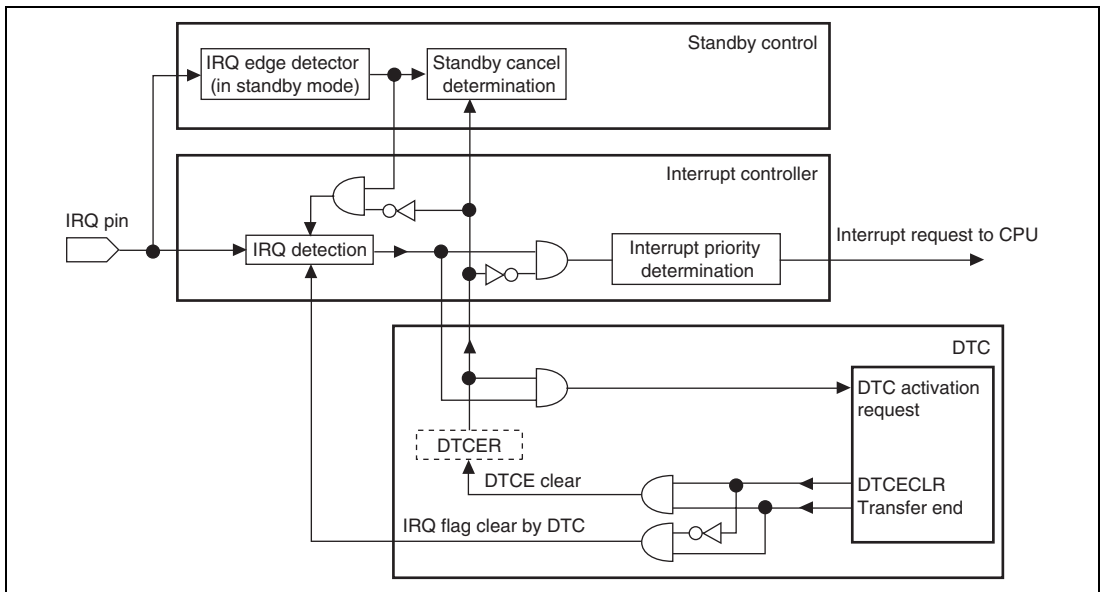 Standby control
IRQ edge detector
(in standby mode)
Standby cancel
determination
Interrupt controller
IRQ pin
IRQ detection
Interrupt priority
determination
Interrupt request to CPU
DTC
DTC activation
request
DTCER
DTCE clear
DTCECLR
Transfer end
IRQ flag clear by DTC